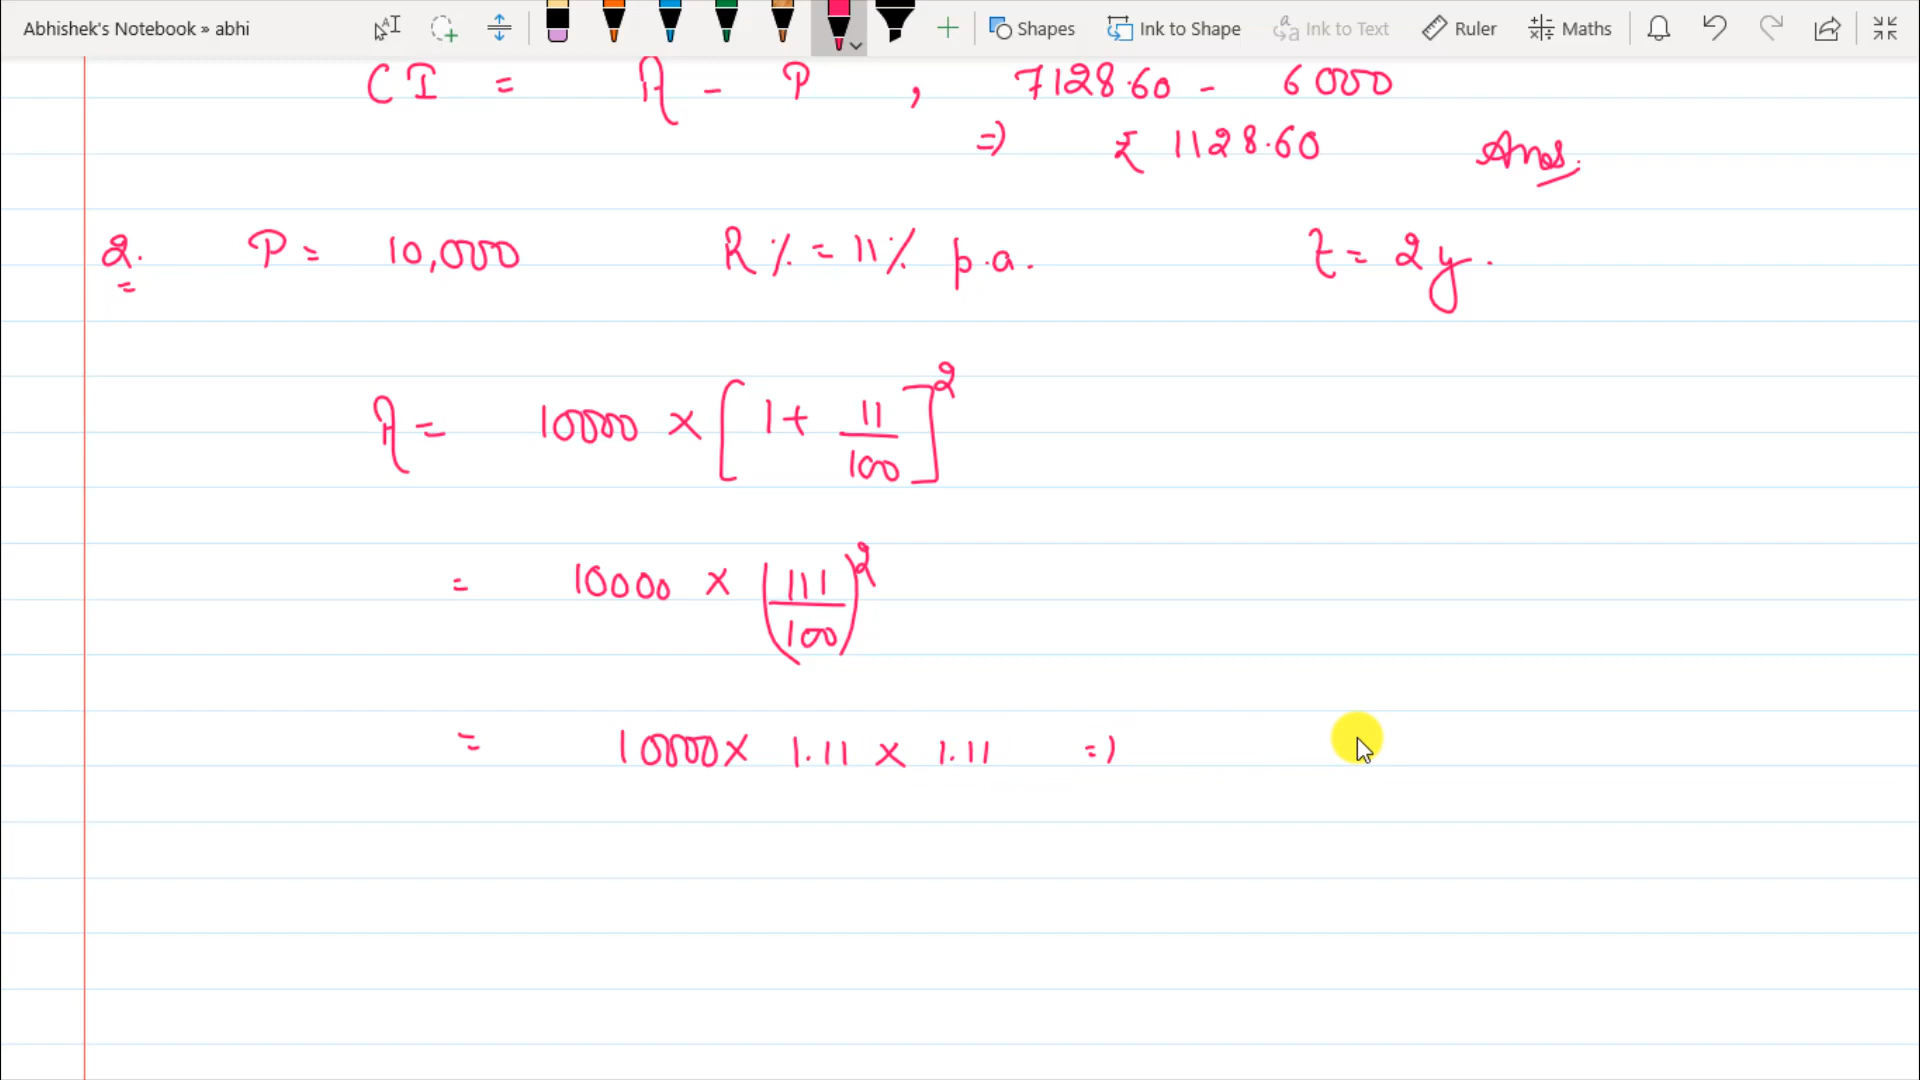 Abhishek's Notebook » abhi Shapes Ink to Shape Ink to Text Ruler Maths
CI = A - P , 7128.60 - 6000
=> ₹ 1128.60 Ans.
2. P = 10,000 R% = 11% p.a. t = 2y.
A = 10000 × [1 + 11/100]²
= 10000 × (111/100)²
= 10000 × 1.11 × 1.11 =>